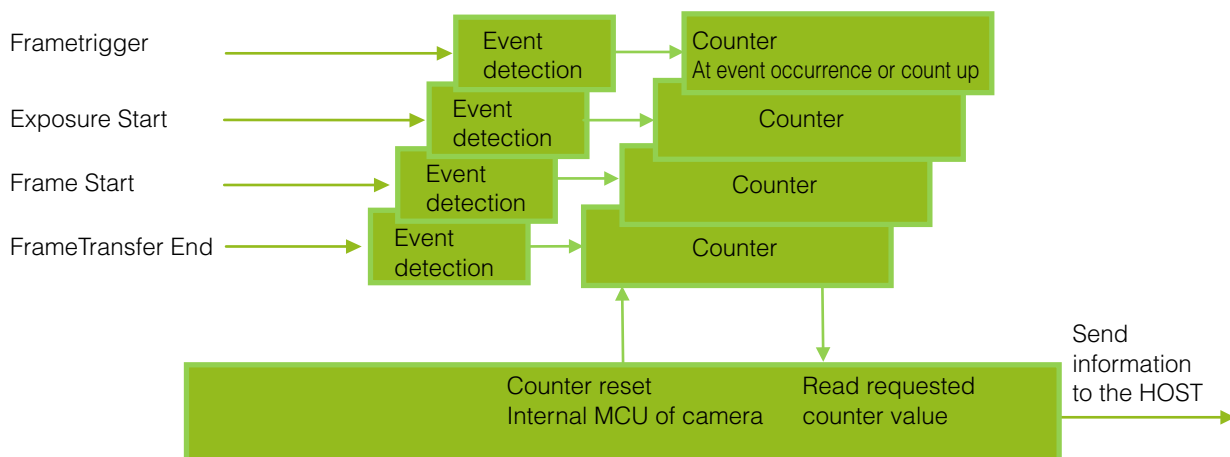 Frametrigger
Event
detection
Counter
At event occurrence or count up
Exposure Start
Event
detection
Counter
Frame Start
Event
detection
Counter
FrameTransfer End
Event
detection
Counter
Counter reset
Internal MCU of camera
Read requested
counter value
Send
information
to the HOST